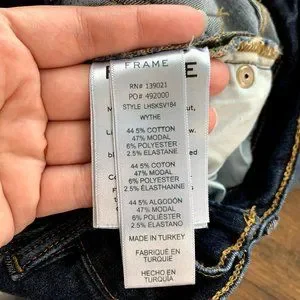 FRAME
RN# 139021
PO# 492000
STYLE LHSKSV184
WYTHE
44.5% COTTON
47% MODAL
6% POLYESTER
2.5% ELASTANE
44.5% COTON
47% MODAL
6% POLYESTER
2.5% ÉLASTHANNE
44.5% ALGODÓN
47% MODAL
6% POLIÉSTER
2.5% ELASTANO
MADE IN TURKEY
FABRIQUÉ EN
TURQUIE
HECHO EN
TURQUÍA